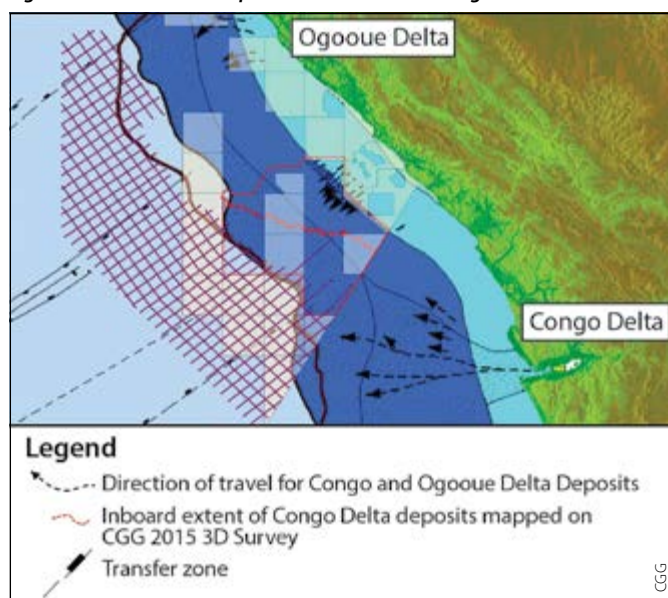 Ogooue Delta
Congo Delta
Legend
Direction of travel for Congo and Ogooue Delta Deposits
Inboard extent of Congo Delta deposits mapped on
CGG 2015 3D Survey
Transfer zone
CGG